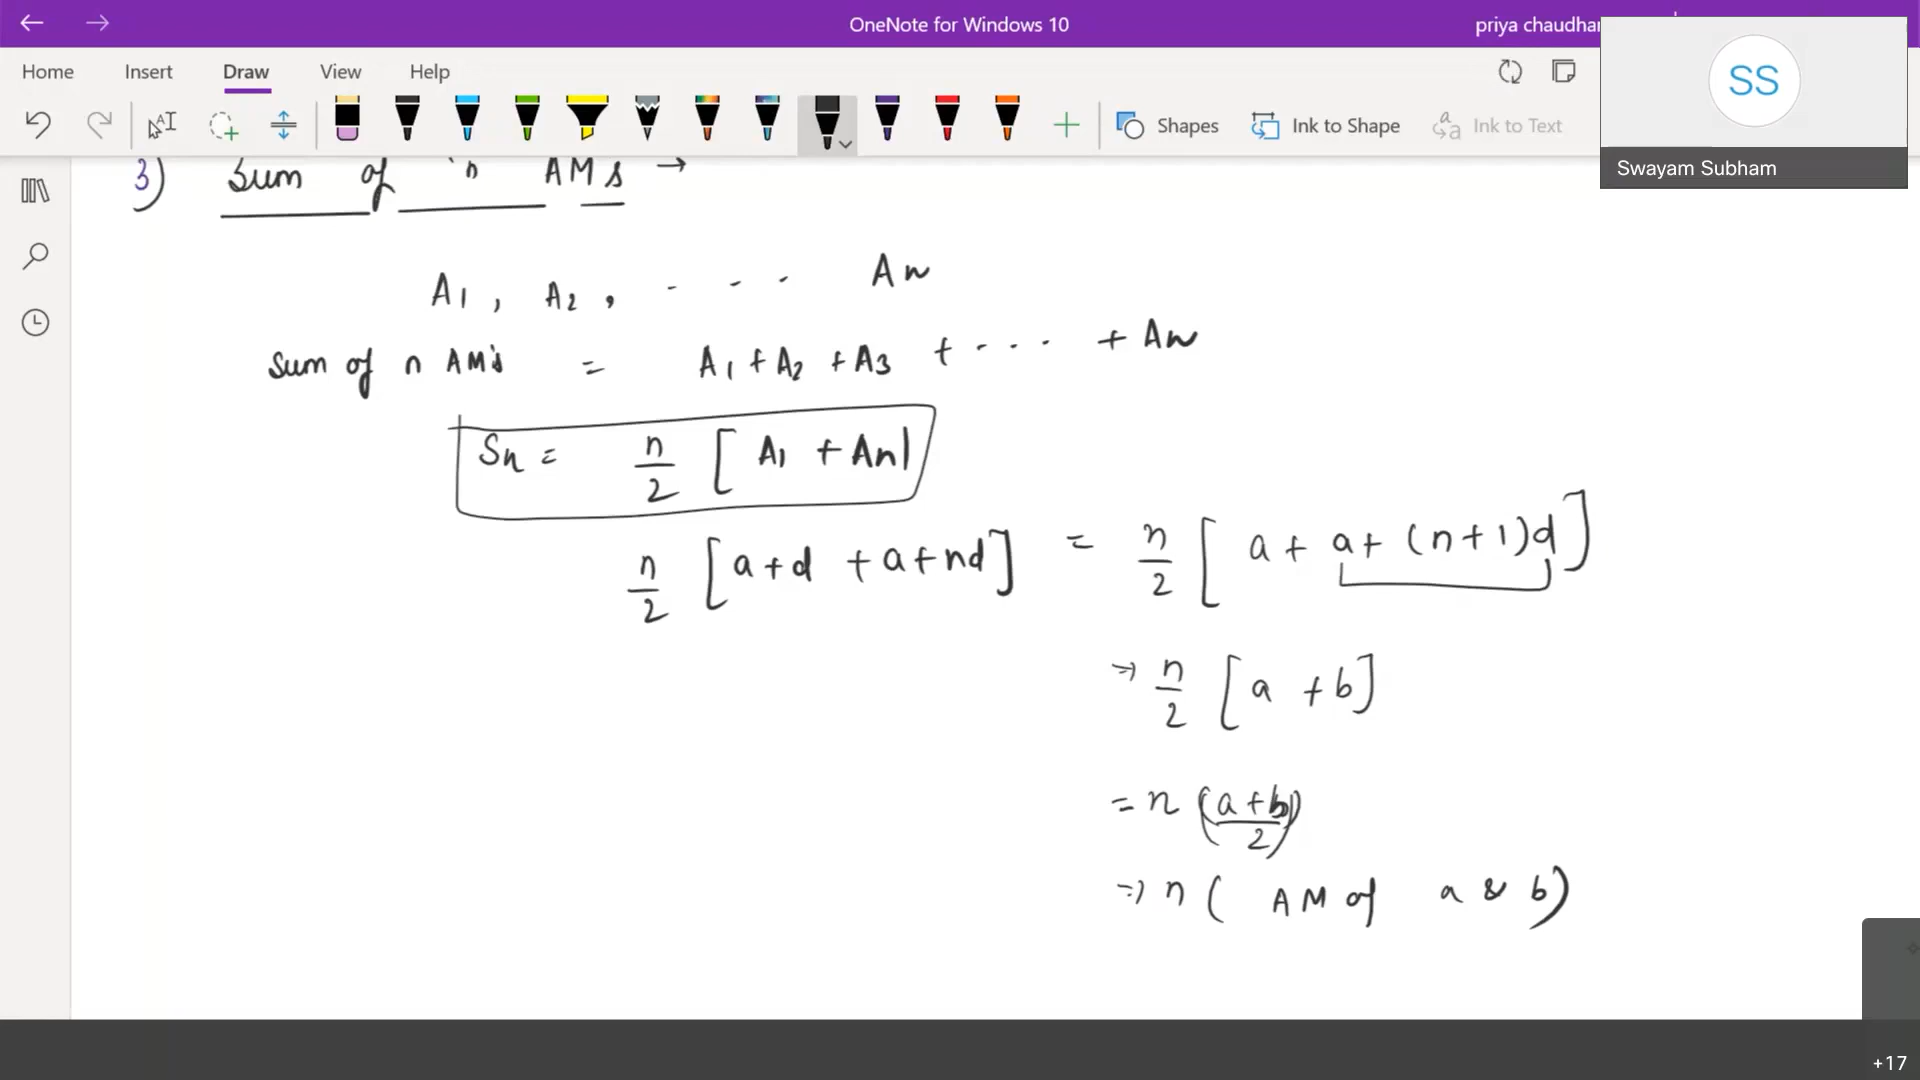 OneNote for Windows 10
priya chaudhar
Home Insert Draw View Help
Shapes Ink to Shape Ink to Text
SS
Swayam Subham
3) Sum of 'n AMs →
A1, A2, - - - An
Sum of n AM's = A1 + A2 + A3 + - - - + An
Sn = n/2 [A1 + An]
n/2 [a+d + a+nd] = n/2 [a + a + (n+1)d]
⇒ n/2 [a + b]
= n (a+b/2)
⇒ n ( AM of a & b)
+17